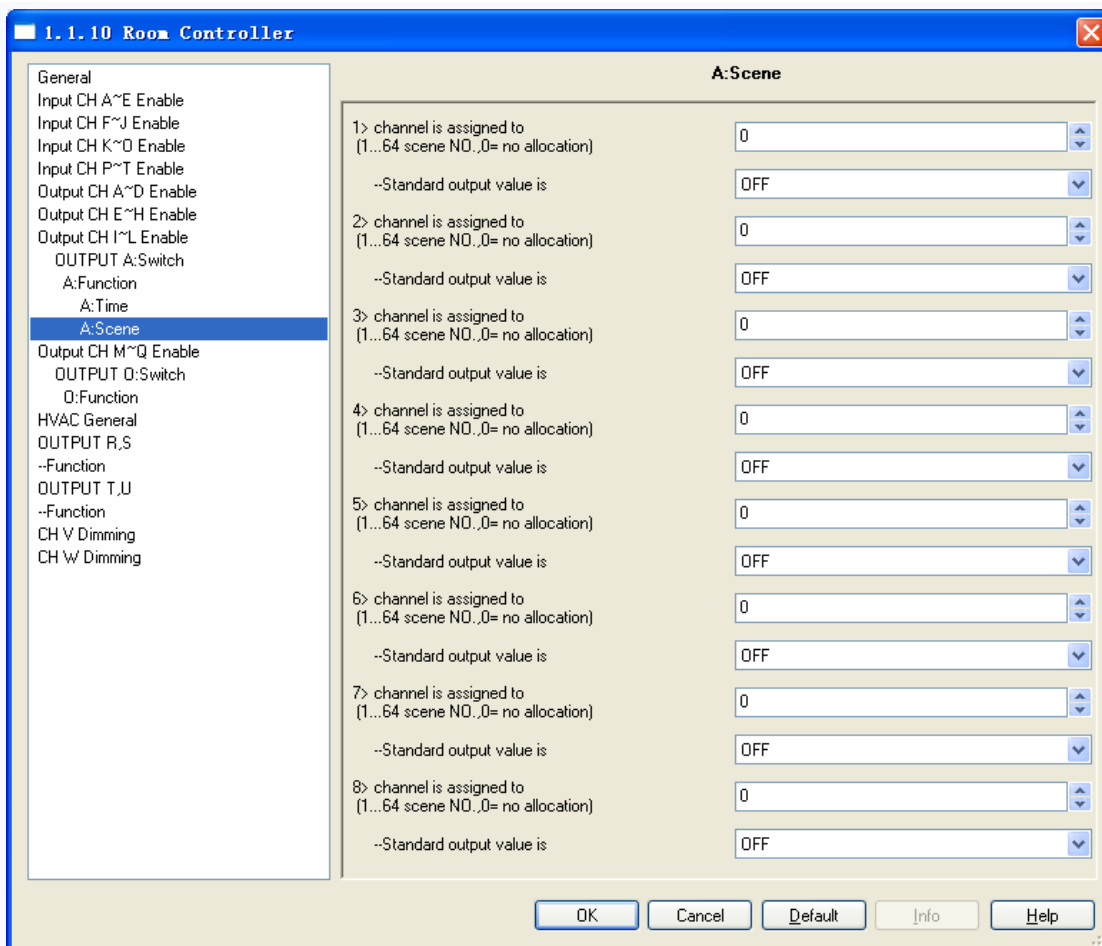 1.1.10 Room Controller
General
Input CH A~E Enable
Input CH F~J Enable
Input CH K~O Enable
Input CH P~T Enable
Output CH A~D Enable
Output CH E~H Enable
Output CH I~L Enable
OUTPUT A:Switch
A:Function
A:Time
A:Scene
Output CH M~Q Enable
OUTPUT O:Switch
O:Function
HVAC General
OUTPUT R,S
--Function
OUTPUT T,U
--Function
CH V Dimming
CH W Dimming
A:Scene
1> channel is assigned to
(1...64 scene NO.,0= no allocation)
0
--Standard output value is
OFF
2> channel is assigned to
(1...64 scene NO.,0= no allocation)
0
--Standard output value is
OFF
3> channel is assigned to
(1...64 scene NO.,0= no allocation)
0
--Standard output value is
OFF
4> channel is assigned to
(1...64 scene NO.,0= no allocation)
0
--Standard output value is
OFF
5> channel is assigned to
(1...64 scene NO.,0= no allocation)
0
--Standard output value is
OFF
6> channel is assigned to
(1...64 scene NO.,0= no allocation)
0
--Standard output value is
OFF
7> channel is assigned to
(1...64 scene NO.,0= no allocation)
0
--Standard output value is
OFF
8> channel is assigned to
(1...64 scene NO.,0= no allocation)
0
--Standard output value is
OFF
OK
Cancel
Default
Info
Help